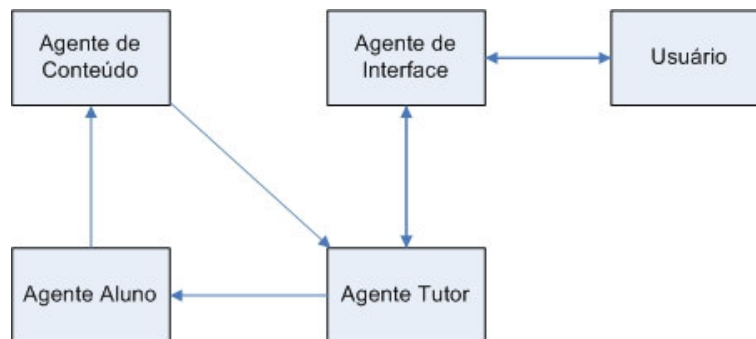 Agente de
Conteúdo
Agente de
Interface
Usuário
Agente Aluno
Agente Tutor